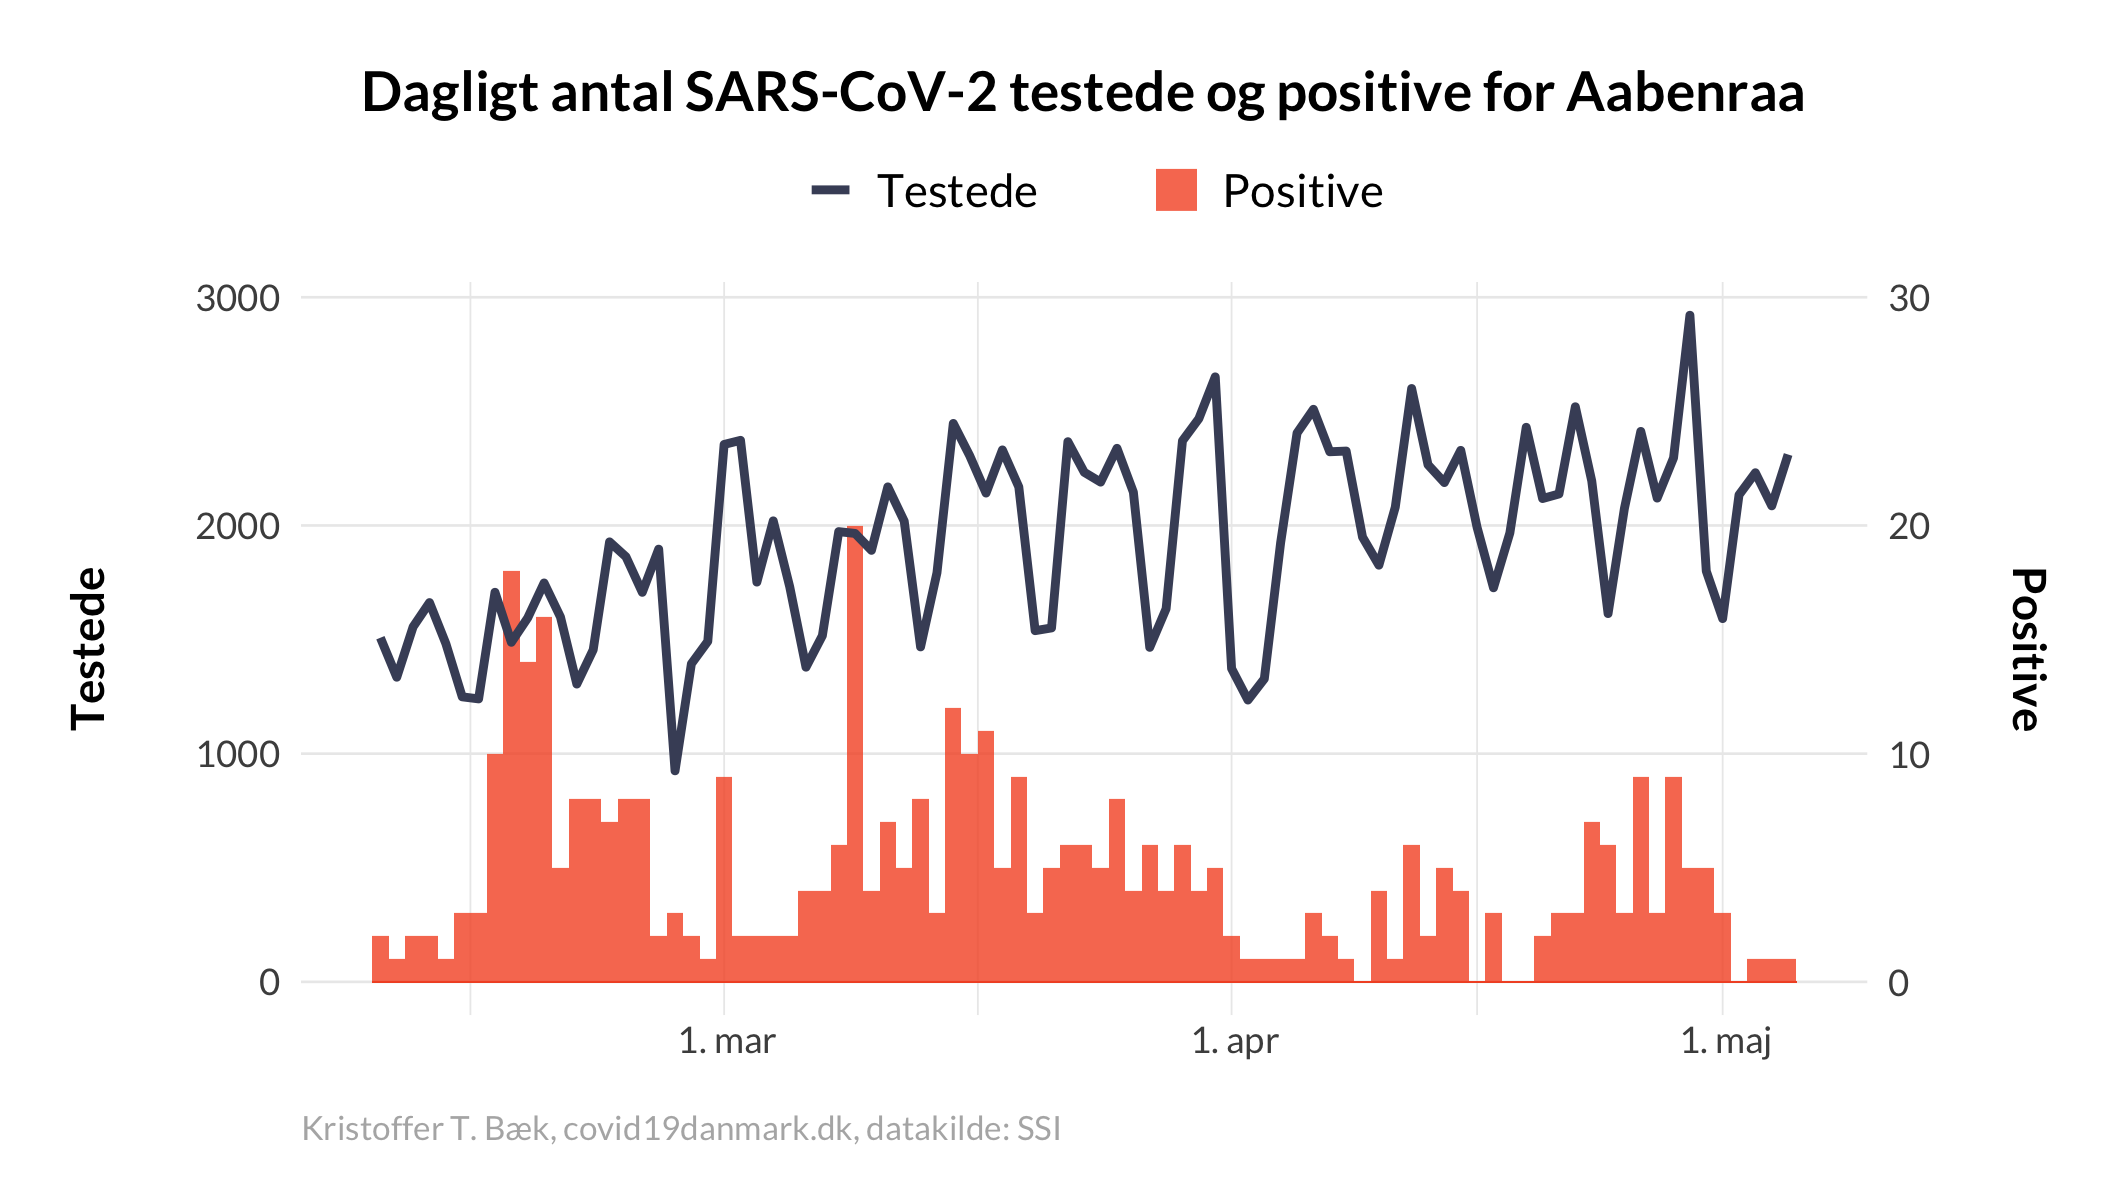 Dagligt antal SARS-CoV-2 testede og positive for Aabenraa
Testede
Positive
3000
2000
1000
0
30
20
10
0
Testede
Positive
1. mar
1. apr
1. maj
Kristoffer T. Bæk, covid19danmark.dk, datakilde: SSI